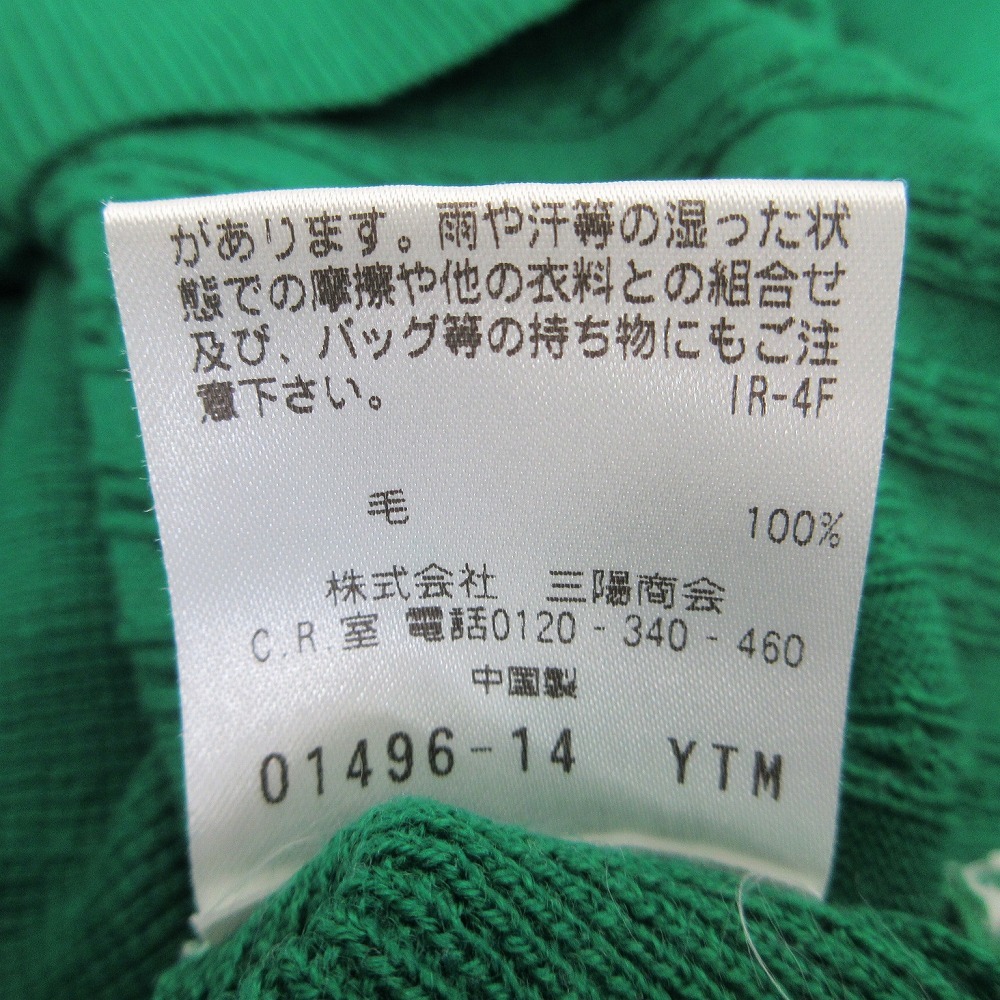 があります。雨や汗等の湿った状
態での摩擦や他の衣料との組合せ
及び、バッグ等の持ち物にもご注
意下さい。 IR-4F
毛 100%
株式会社 三陽商会
C.R.室 電話0120-340-460
中国製
01496-14 YTM